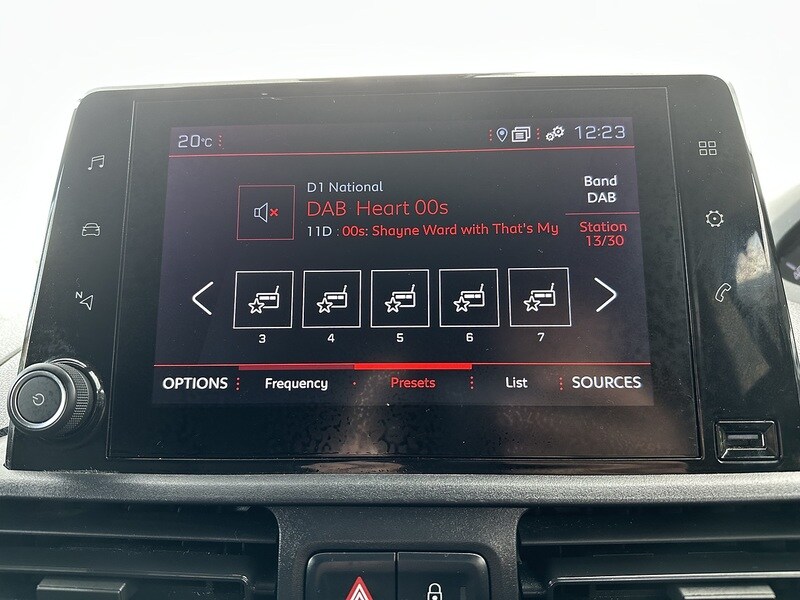 20°C
12:23
D1 National
DAB Heart 00s
11D : 00s: Shayne Ward with That's My
Band
DAB
Station
13/30
N
3 4 5 6 7
OPTIONS Frequency Presets List SOURCES